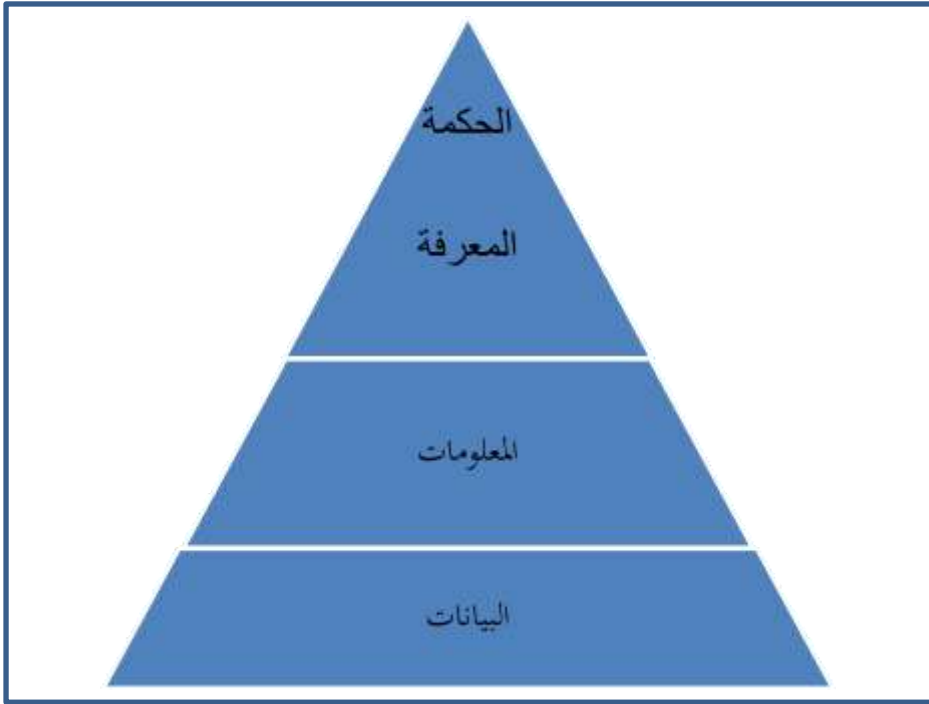 الحكمة
المعرفة
المعلومات
البيانات